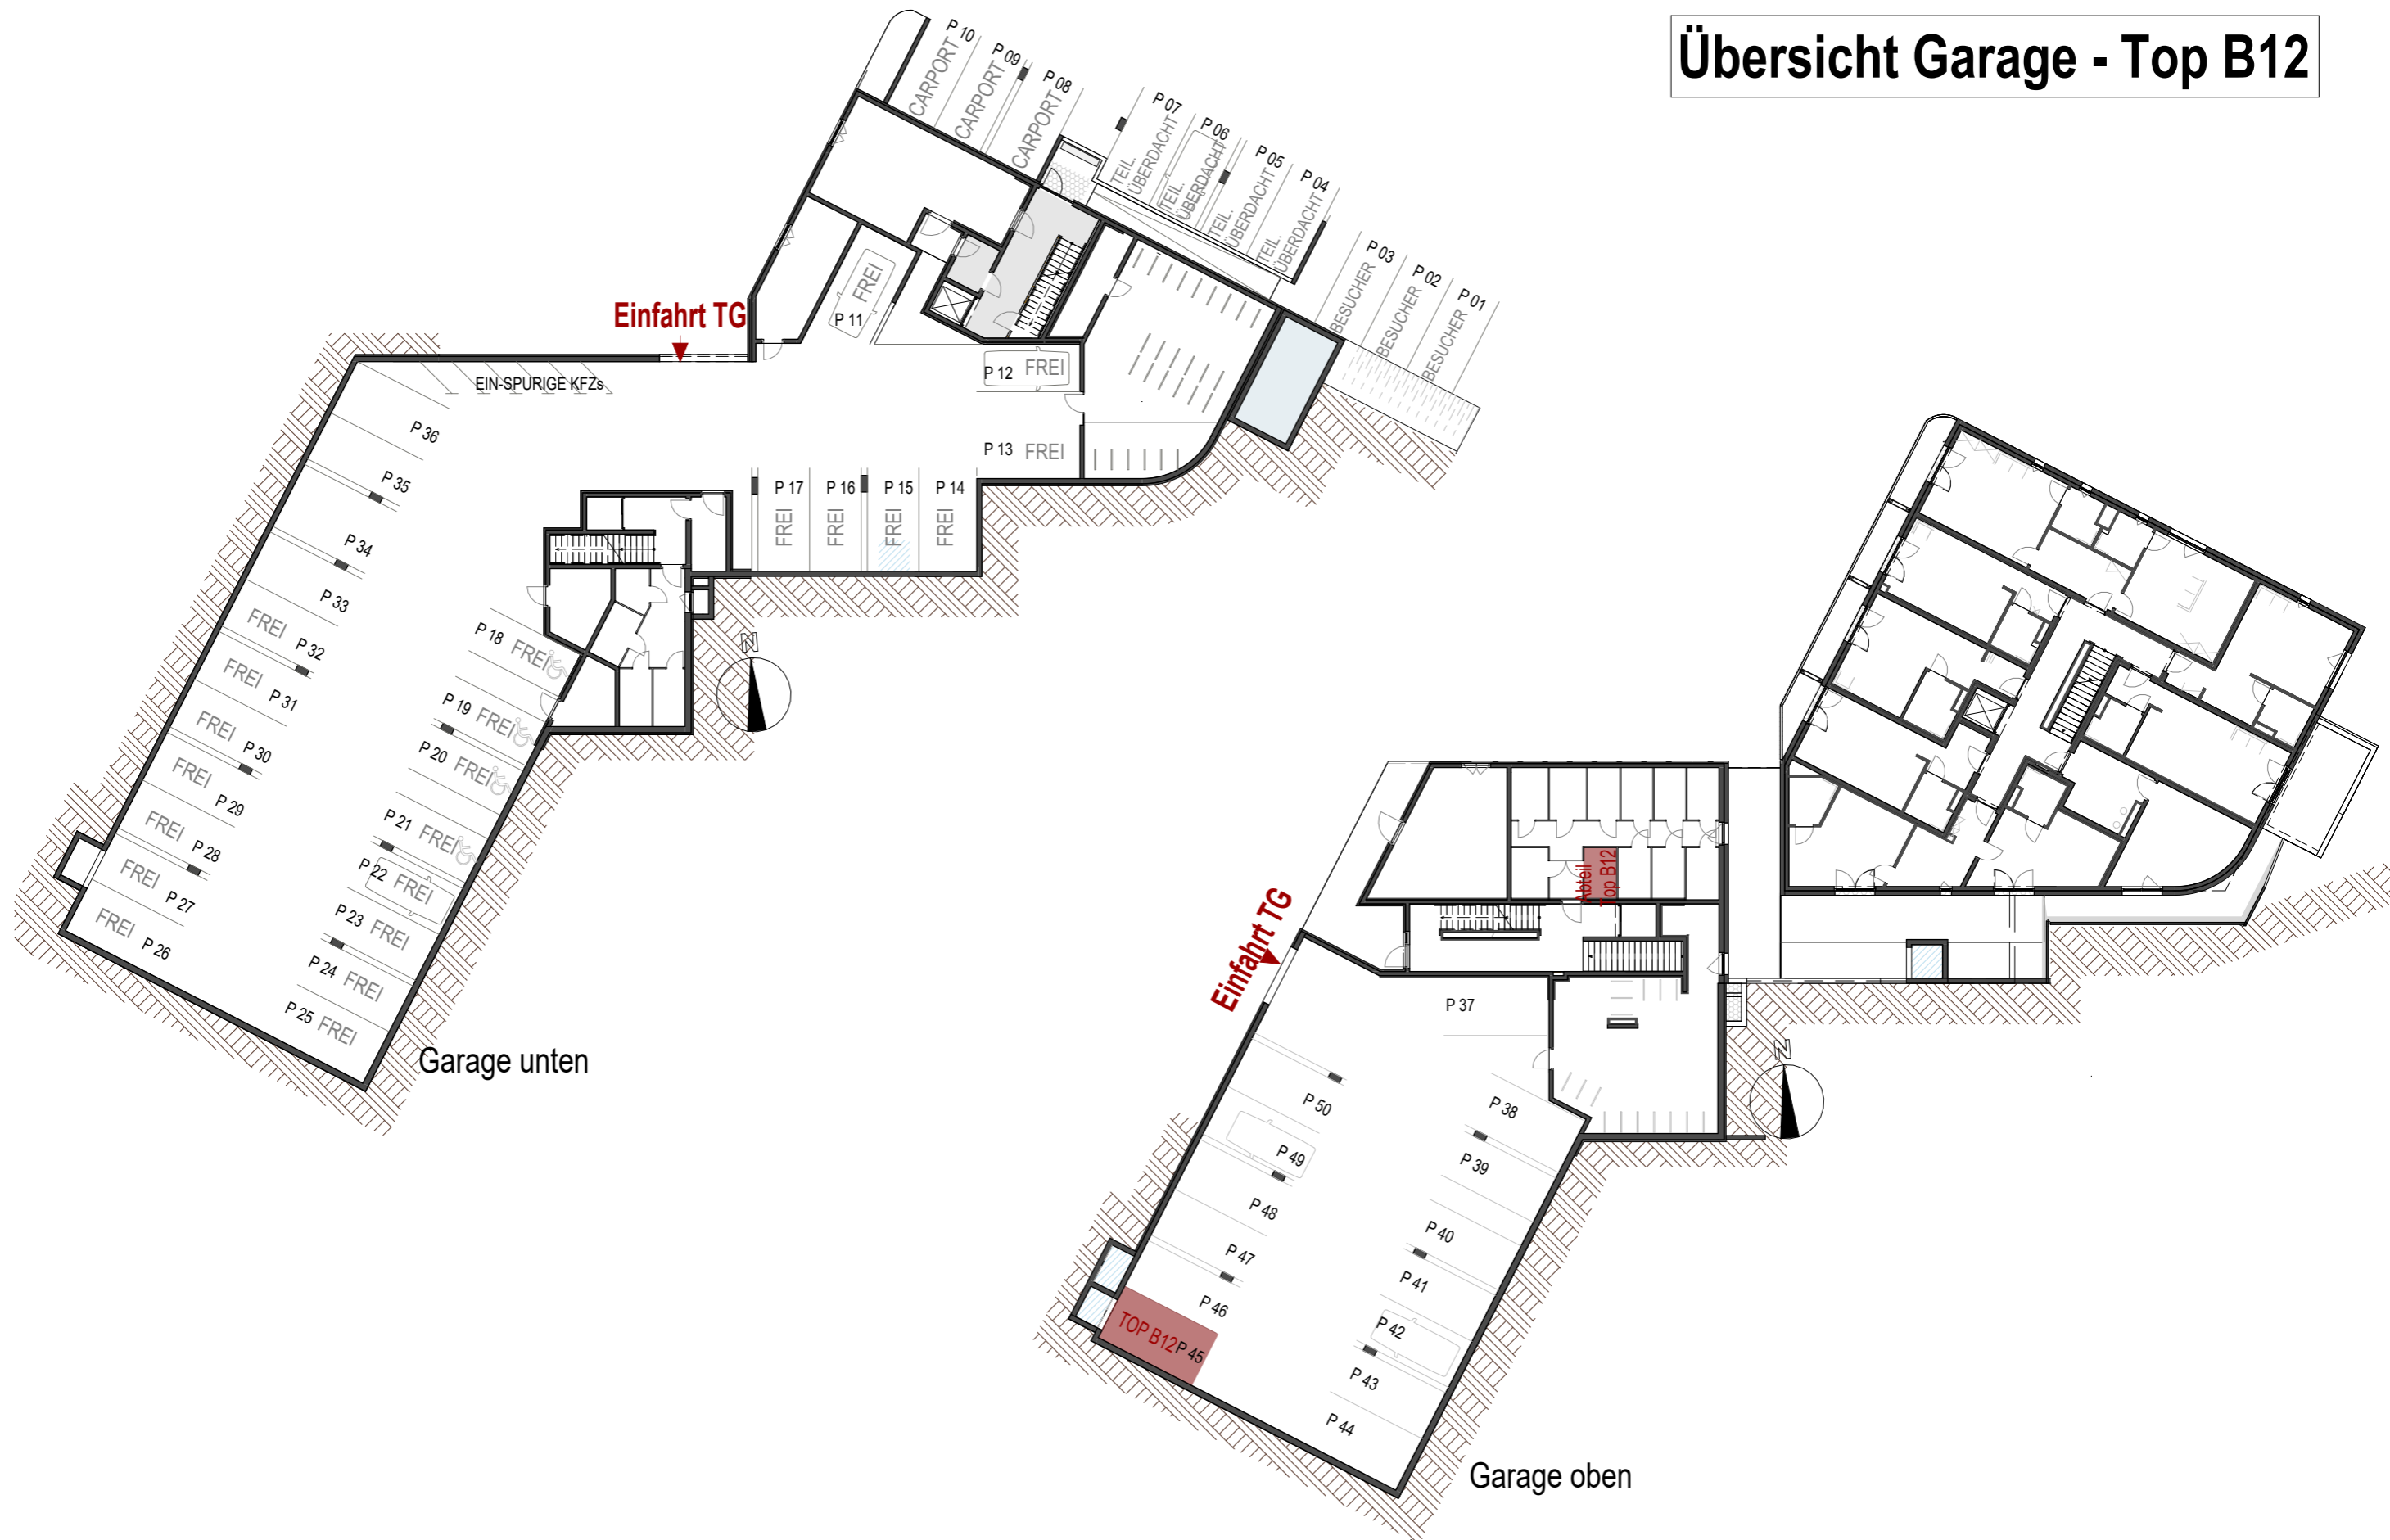 Übersicht Garage - Top B12
P 10
CARPORT
P 09
CARPORT
P 08
CARPORT
P 07
TEIL.
ÜBERDACHT
P 06
TEIL.
ÜBERDACHT
P 05
TEIL.
ÜBERDACHT
P 04
TEIL.
ÜBERDACHT
P 03
BESUCHER
P 02
BESUCHER
P 01
BESUCHER
Einfahrt TG
FREI
P 11
P 12 FREI
EIN-SPURIGE KFZs
P 13 FREI
P 36
P 35
P 34
P 33
P 17
FREI
P 16
FREI
P 15
FREI
P 14
FREI
FREI P 32
FREI P 31
FREI P 30
FREI P 29
FREI P 28
FREI P 27
FREI P 26
P 18 FREI
P 19 FREI
P 20 FREI
P 21 FREI
P 22 FREI
P 23 FREI
P 24 FREI
P 25 FREI
N
Garage unten
Abteil
Top B12
Einfahrt TG
P 37
P 50
P 49
P 48
P 47
P 46
TOP B12 P 45
P 38
P 39
P 40
P 41
P 42
P 43
P 44
N
Garage oben